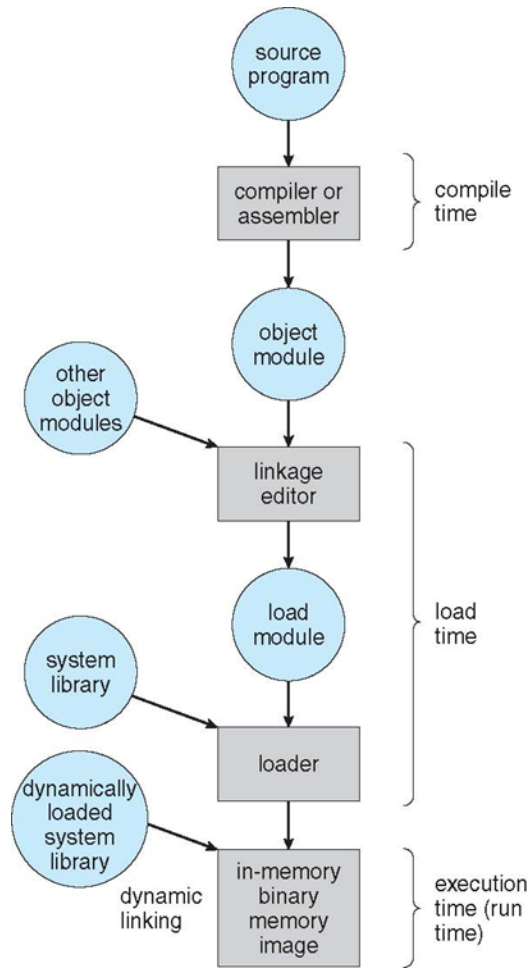 source
program
compiler or
assembler
compile
time
object
module
other
object
modules
linkage
editor
load
module
load
time
system
library
loader
dynamically
loaded
system
library
dynamic
linking
in-memory
binary
memory
image
execution
time (run
time)